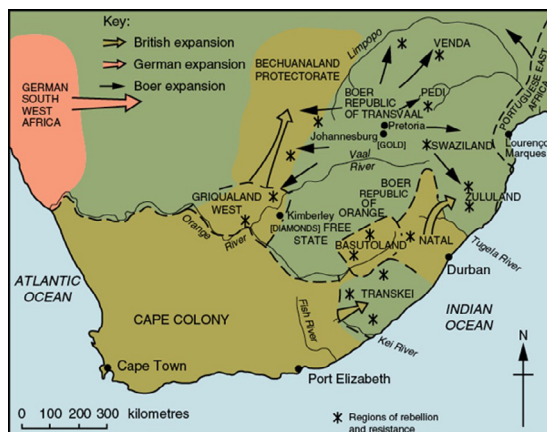 Key:
British expansion
German expansion
Boer expansion
GERMAN
SOUTH
WEST
AFRICA
BECHUANALAND
PROTECTORATE
Limpopo
VENDA
BOER
REPUBLIC
OF TRANSVAAL
PEDI
PORTUGUESE EAST
AFRICA
Pretoria
Johannesburg
[GOLD]
SWAZILAND
Lourenço
Marques
Vaal
River
GRIQUALAND
WEST
BOER
REPUBLIC
OF
ORANGE
FREE
STATE
ZULULAND
Kimberley
[DIAMONDS]
Orange
River
BASUTOLAND
NATAL
Tugela River
Durban
ATLANTIC
OCEAN
TRANSKEI
INDIAN
OCEAN
CAPE COLONY
Fish River
Kei River
Cape Town
Port Elizabeth
N
0 100 200 300 kilometres
Regions of rebellion
and resistance